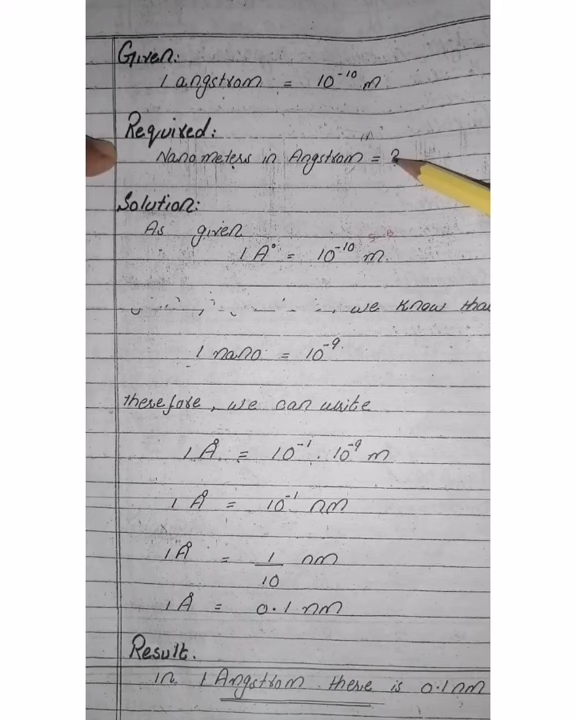 Given:
1 angstrom = 10⁻¹⁰ m
Required:
Nanometers in Angstrom = ?
Solution:
As given
1 A° = 10⁻¹⁰ m
we know tha
1 nano = 10⁻⁹
therefore, we can write
1 Å = 10⁻¹ . 10⁻⁹ m
1 Å = 10⁻¹ nm
1 Å = 1/10 nm
1 Å = 0.1 nm
Result.
In 1 Angstrom there is 0.1 nm